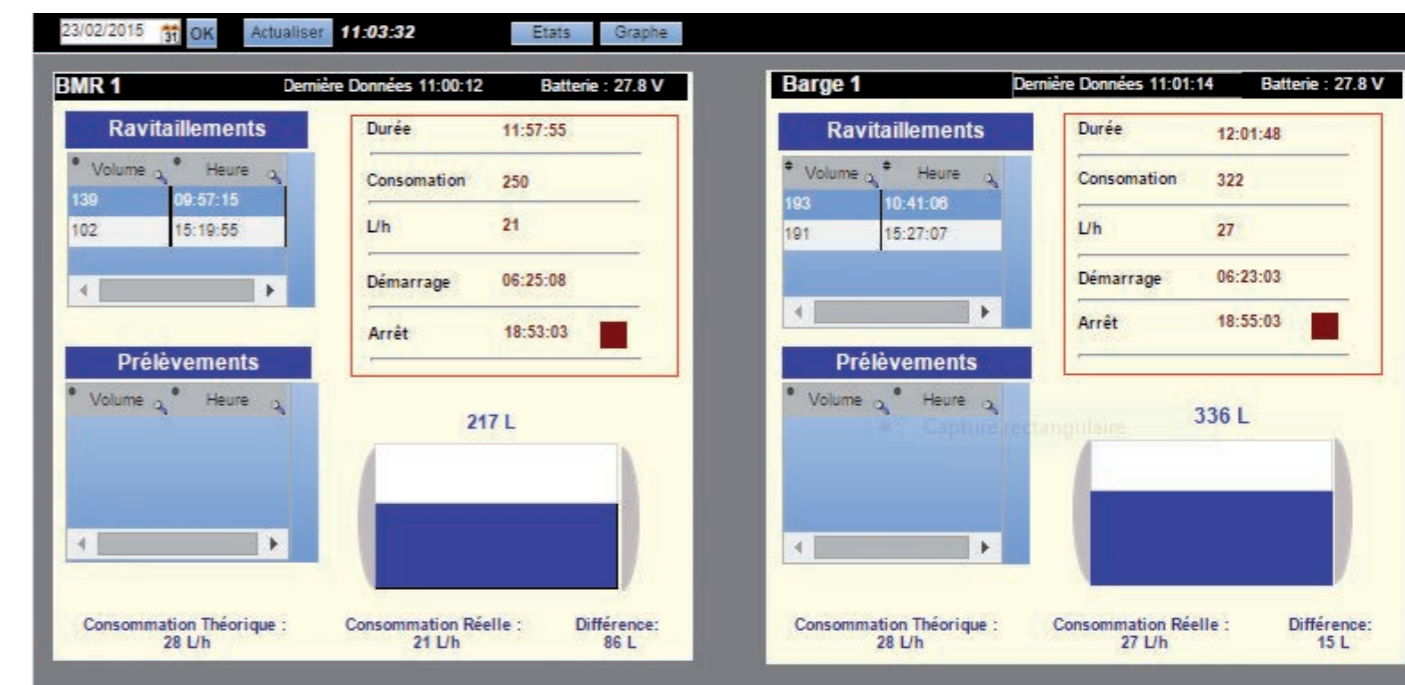 23/02/2015 31 OK Actualiser 11:03:32 Etats Graphe
BMR 1 Dernière Données 11:00:12 Batterie : 27.8 V
Ravitaillements
Volume Heure
139 09:57:15
102 15:19:55
Durée 11:57:55
Consomation 250
L/h 21
Démarrage 06:25:08
Arrêt 18:53:03
Prélèvements
Volume Heure
217 L
Consommation Théorique : Consommation Réelle : Différence:
28 L/h 21 L/h 86 L
Barge 1 Dernière Données 11:01:14 Batterie : 27.8 V
Ravitaillements
Volume Heure
193 10:41:06
191 15:27:07
Durée 12:01:48
Consomation 322
L/h 27
Démarrage 06:23:03
Arrêt 18:55:03
Prélèvements
Volume Heure
Capture rectangulaire
336 L
Consommation Théorique : Consommation Réelle : Différence:
28 L/h 27 L/h 15 L